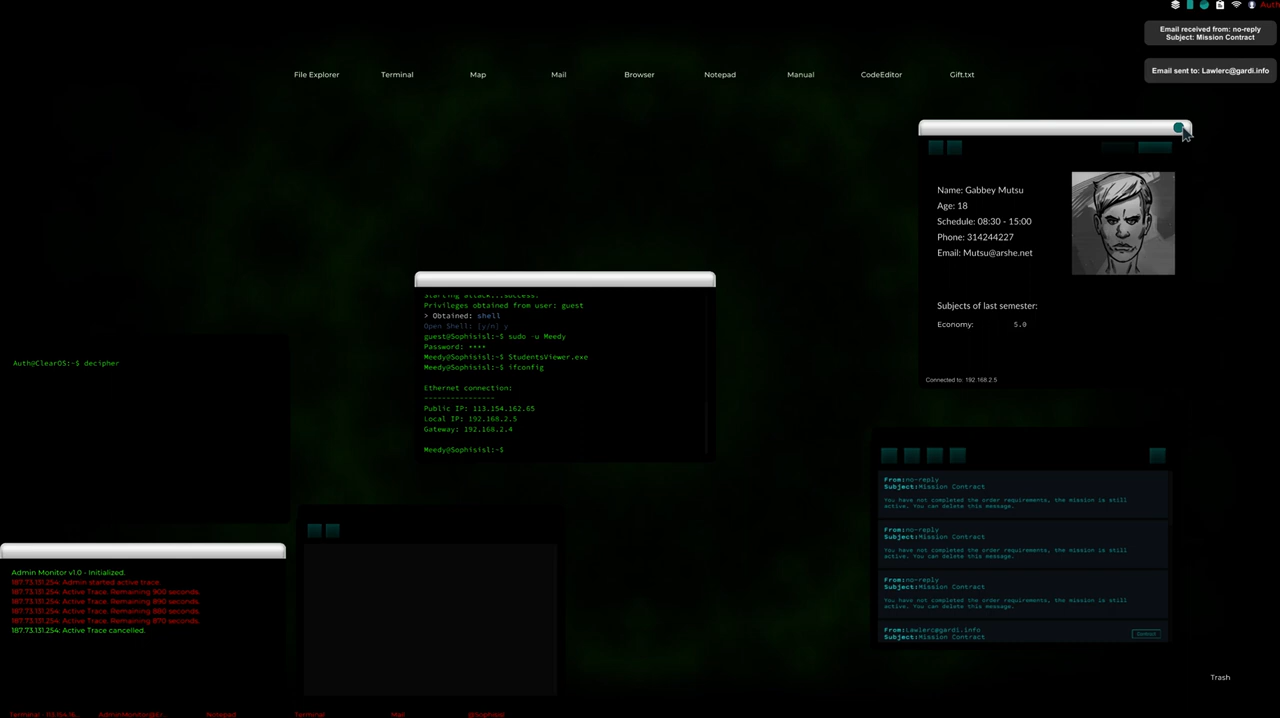 Auth
Email received from: no-reply
Subject: Mission Contract
Email sent to: Lawlerc@gardi.info
File Explorer
Terminal
Map
Mail
Browser
Notepad
Manual
CodeEditor
Gift.txt
Name: Gabbey Mutsu
Age: 18
Schedule: 08:30 - 15:00
Phone: 314244227
Email: Mutsu@arshe.net
Subjects of last semester:
Economy: 5.0
Connected to: 192.168.2.5
Starting attack...success.
Privileges obtained from user: guest
> Obtained: shell
Open Shell: [y/n] y
guest@Sophisisl:~$ sudo -u Meedy
Password: ****
Meedy@Sophisisl:~$ StudentsViewer.exe
Meedy@Sophisisl:~$ ifconfig
Ethernet connection:
---------------
Public IP: 113.154.162.65
Local IP: 192.168.2.5
Gateway: 192.168.2.4
Meedy@Sophisisl:~$
Auth@ClearOS:~$ decipher
From:no-reply
Subject:Mission Contract
You have not completed the order requirements, the mission is still
active. You can delete this message.
From:no-reply
Subject:Mission Contract
You have not completed the order requirements, the mission is still
active. You can delete this message.
From:no-reply
Subject:Mission Contract
You have not completed the order requirements, the mission is still
active. You can delete this message.
From:Lawlerc@gardi.info
Subject:Mission Contract
Admin Monitor v1.0 - Initialized.
187.73.131.254: Admin started active trace.
187.73.131.254: Active Trace. Remaining 900 seconds.
187.73.131.254: Active Trace. Remaining 890 seconds.
187.73.131.254: Active Trace. Remaining 880 seconds.
187.73.131.254: Active Trace. Remaining 870 seconds.
187.73.131.254: Active Trace cancelled.
Trash
Terminal
Notepad
Terminal
Mail